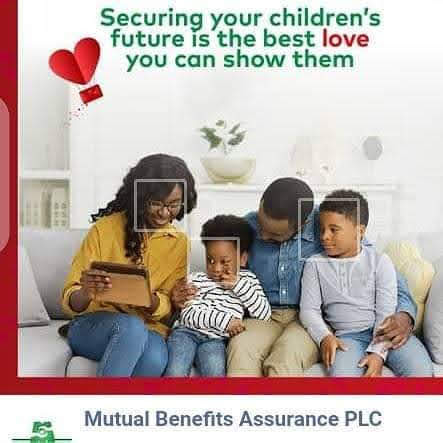 Securing your children's
future is the best love
you can show them
Mutual Benefits Assurance PLC